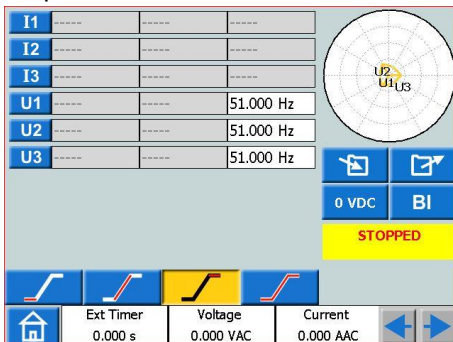 I1 ----- -----  -----
I2 ----- ----- -----
I3 ----- ----- -----
U1 ----- ----- 51.000 Hz
U2 ----- ----- 51.000 Hz
U3 ----- ----- 51.000 Hz
U2
U1 U3
0 VDC BI
STOPPED
Ext Timer Voltage Current
0.000 s 0.000 VAC 0.000 AAC